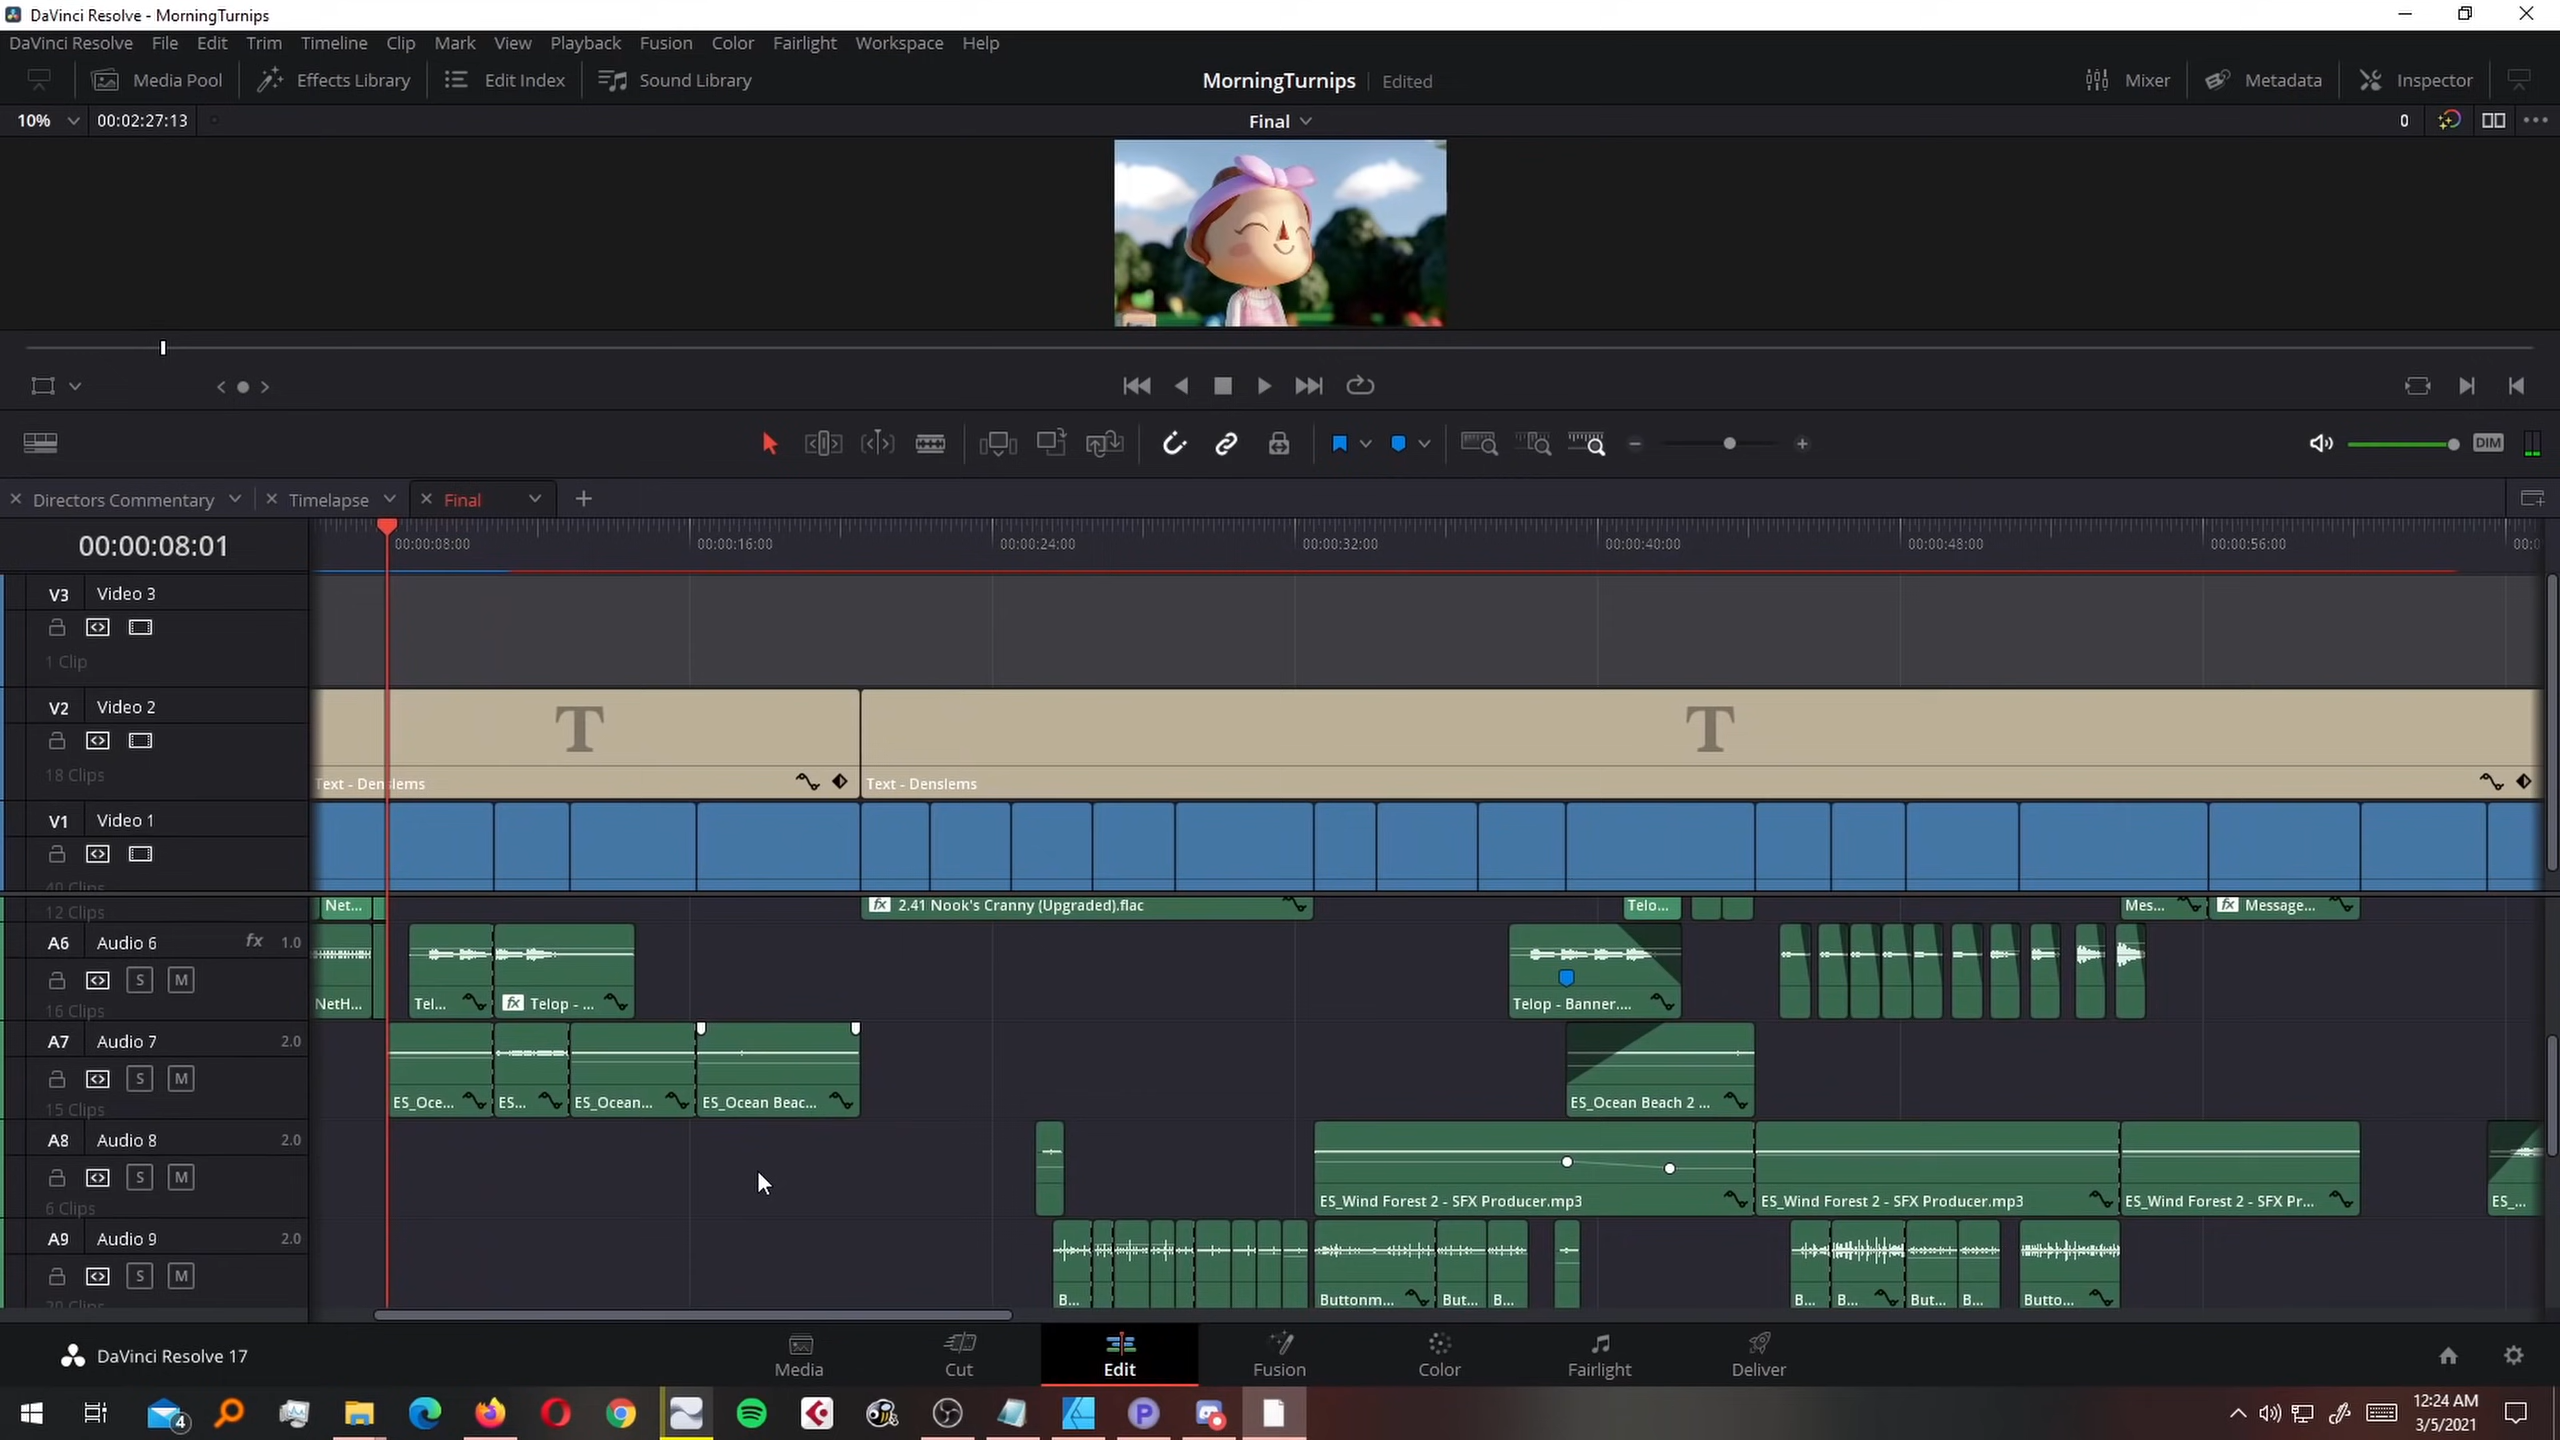 DaVinci Resolve - MorningTurnips
DaVinci Resolve File Edit Trim Timeline Clip Mark View Playback Fusion Color Fairlight Workspace Help
Media Pool Effects Library Edit Index Sound Library MorningTurnips Edited Mixer Metadata Inspector
10% 00:02:27:13 Final 0
DIM
Directors Commentary Timelapse Final
00:00:08:01 00:00:08:00 00:00:16:00 00:00:24:00 00:00:32:00 00:00:40:00 00:00:48:00 00:00:56:00 00:0
V3 Video 3
1 Clip
V2 Video 2
T T
18 Clips
Text - Denslems Text - Denslems
V1 Video 1
40 Clips
12 Clips Net... fx 2.41 Nook's Cranny (Upgraded).flac Telo... Mes... fx Message...
A6 Audio 6 fx 1.0
S M
16 Clips NetH... Tel... fx Telop - ... Telop - Banner....
A7 Audio 7 2.0
S M
15 Clips ES_Oce... ES... ES_Ocean... ES_Ocean Beac... ES_Ocean Beach 2 ...
A8 Audio 8 2.0
S M
6 Clips ES_Wind Forest 2 - SFX Producer.mp3 ES_Wind Forest 2 - SFX Producer.mp3 ES_Wind Forest 2 - SFX Pr... ES_...
A9 Audio 9 2.0
S M
20 Clips B... Buttonm... But... B... B... B... But... B... Butto...
DaVinci Resolve 17 Media Cut Edit Fusion Color Fairlight Deliver
4
12:24 AM
3/5/2021